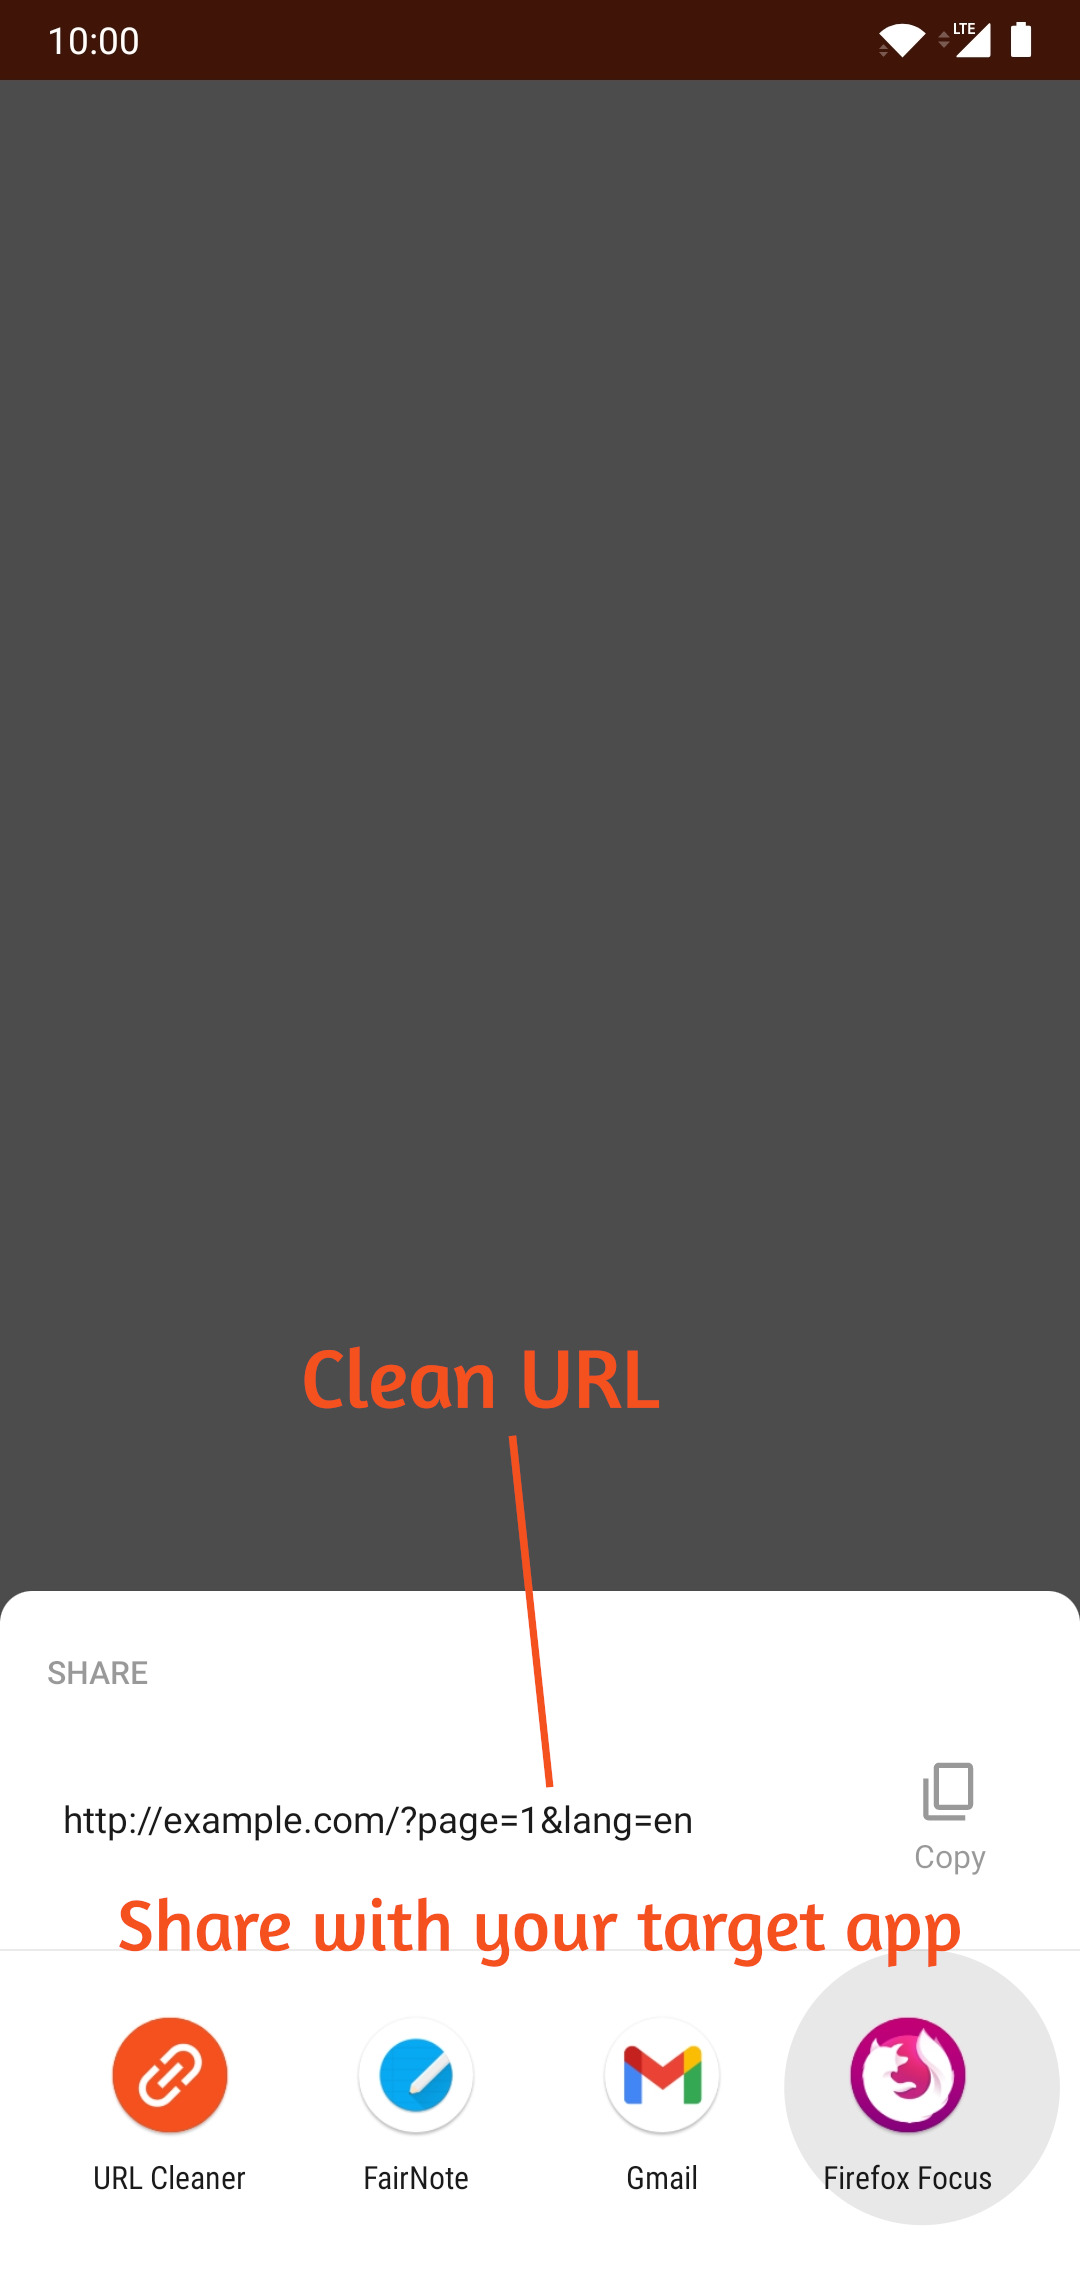 10:00
LTE
Clean URL
SHARE
http://example.com/?page=1&lang=en
Copy
Share with your target app
URL Cleaner
FairNote
Gmail
Firefox Focus